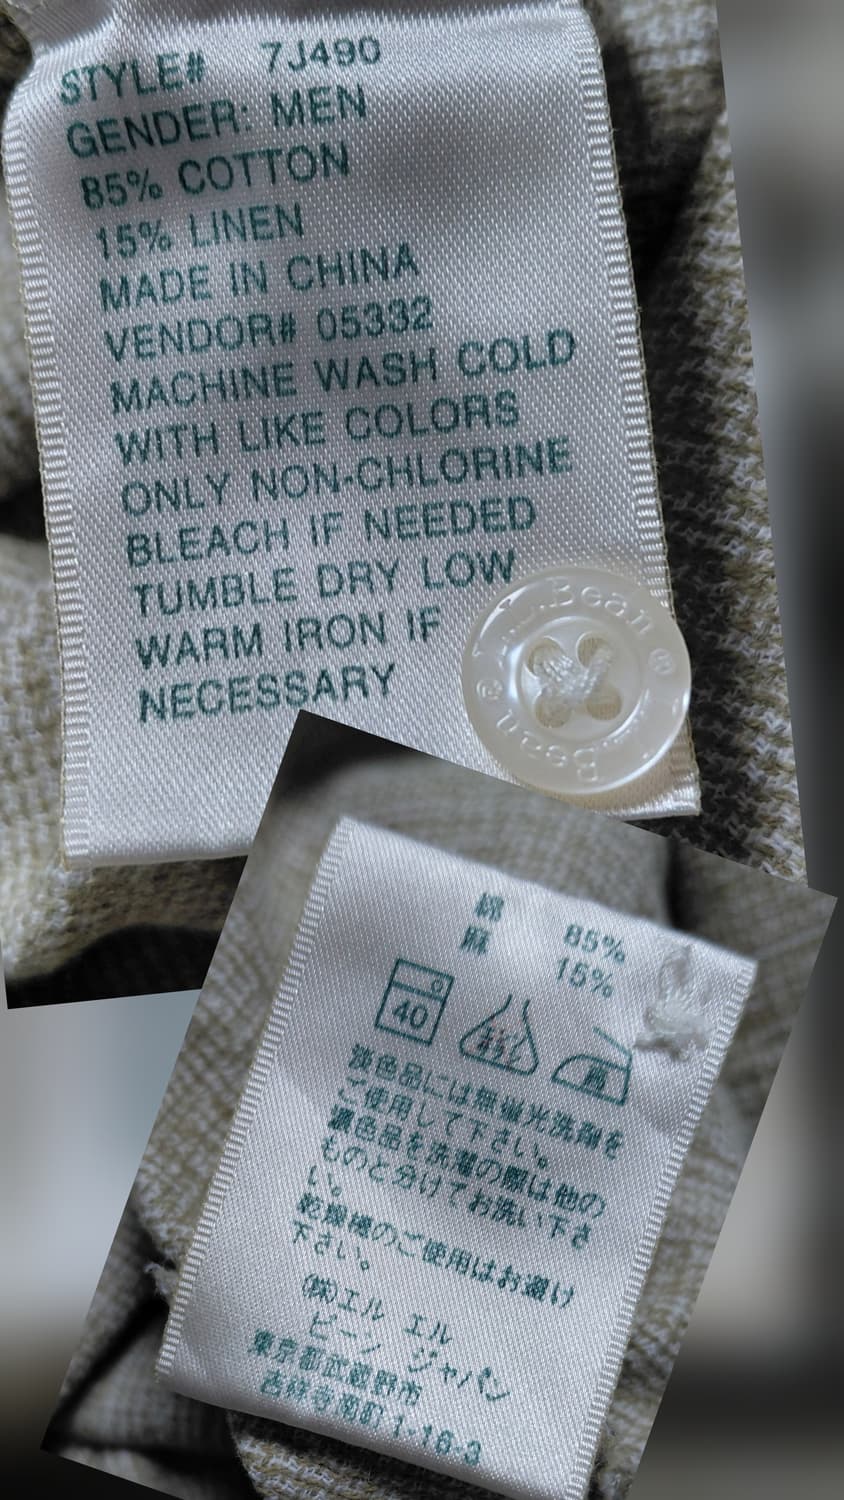 STYLE# 7J490
GENDER: MEN
85% COTTON
15% LINEN
MADE IN CHINA
VENDOR# 05332
MACHINE WASH COLD
WITH LIKE COLORS
ONLY NON-CHLORINE
BLEACH IF NEEDED
TUMBLE DRY LOW
WARM IRON IF
NECESSARY
L.L.Bean ® L.L.Bean ®
綿 85%
麻 15%
40
高
淡色品には無蛍光洗剤を
ご使用して下さい。
濃色品を洗濯の際は他の
ものと分けてお洗い下さ
い。
乾燥機のご使用はお避け
下さい。
(株)エル エル
ビーン ジャパン
東京都武蔵野市
吉祥寺南町1-16-3